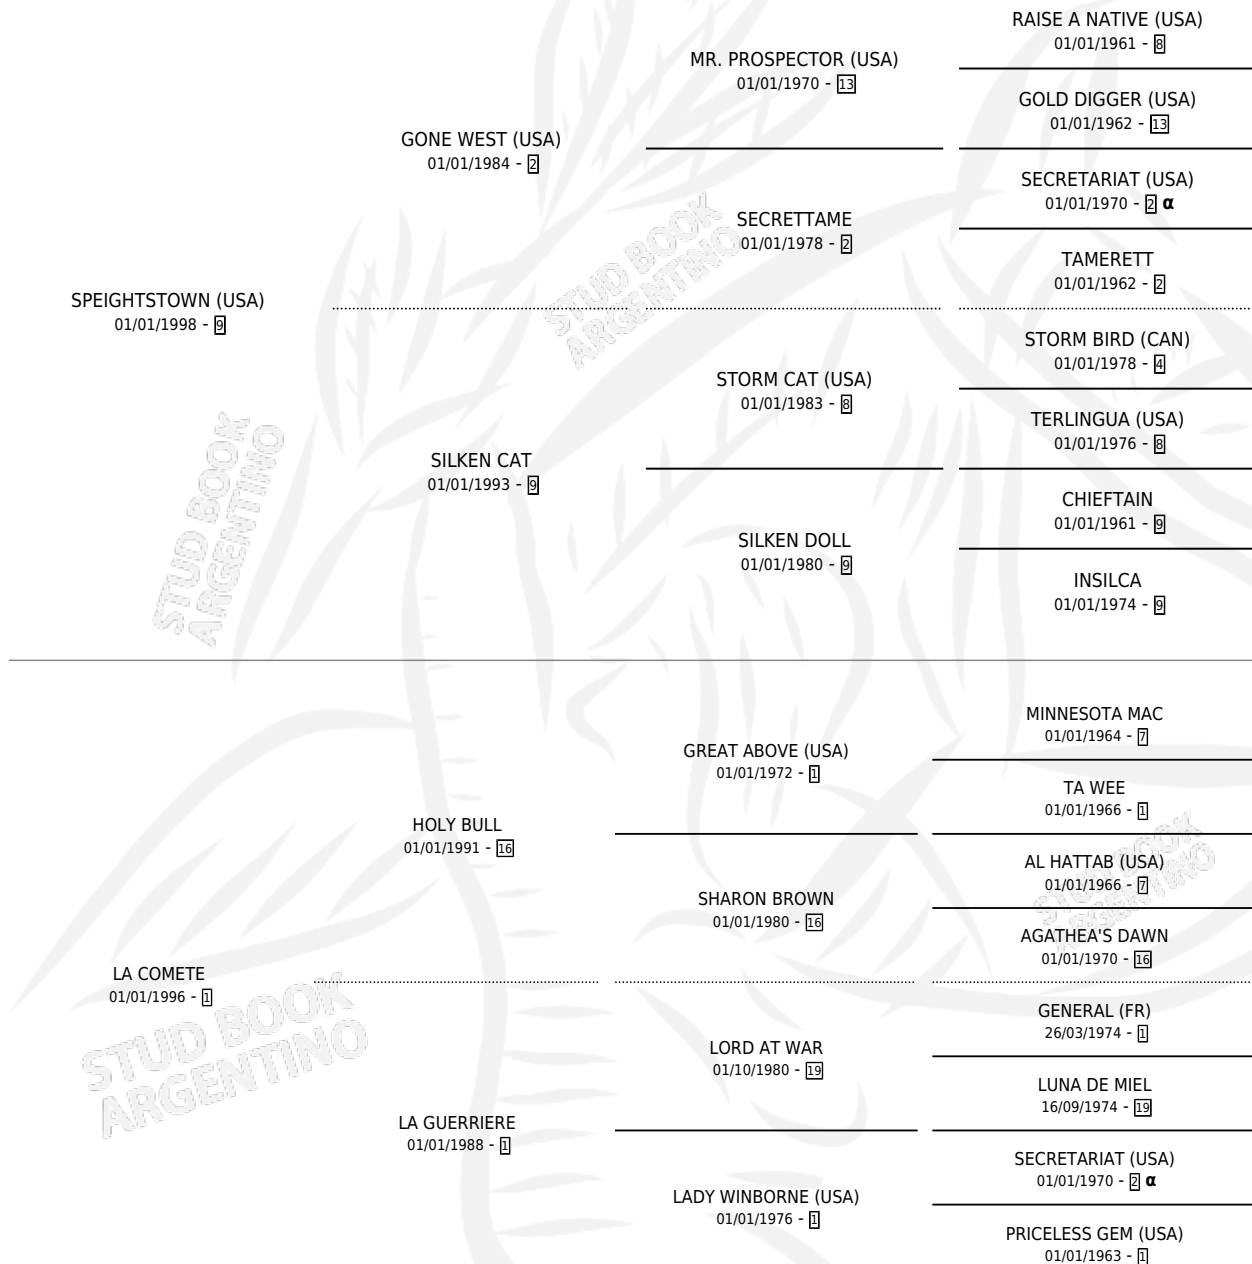 RAISE A NATIVE (USA)
01/01/1961 - 8
MR. PROSPECTOR (USA)
01/01/1970 - 13
GOLD DIGGER (USA)
01/01/1962 - 13
GONE WEST (USA)
01/01/1984 - 2
SECRETARIAT (USA)
01/01/1970 - 2 α
SECRETTAME
01/01/1978 - 2
TAMERETT
01/01/1962 - 2
SPEIGHTSTOWN (USA)
01/01/1998 - 9
STORM BIRD (CAN)
01/01/1978 - 4
STORM CAT (USA)
01/01/1983 - 8
TERLINGUA (USA)
01/01/1976 - 8
SILKEN CAT
01/01/1993 - 9
CHIEFTAIN
01/01/1961 - 9
SILKEN DOLL
01/01/1980 - 9
INSILCA
01/01/1974 - 9
MINNESOTA MAC
01/01/1964 - 7
GREAT ABOVE (USA)
01/01/1972 - 1
TA WEE
01/01/1966 - 1
HOLY BULL
01/01/1991 - 16
AL HATTAB (USA)
01/01/1966 - 7
SHARON BROWN
01/01/1980 - 16
AGATHEA'S DAWN
01/01/1970 - 16
LA COMETE
01/01/1996 - 1
GENERAL (FR)
26/03/1974 - 1
LORD AT WAR
01/10/1980 - 19
LUNA DE MIEL
16/09/1974 - 19
LA GUERRIERE
01/01/1988 - 1
SECRETARIAT (USA)
01/01/1970 - 2 α
LADY WINBORNE (USA)
01/01/1976 - 1
PRICELESS GEM (USA)
01/01/1963 - 1
STUD BOOK
ARGENTINO
STUD BOOK
ARGENTINO
STUD BOOK
ARGENTINO
STUD BOOK
ARGENTINO